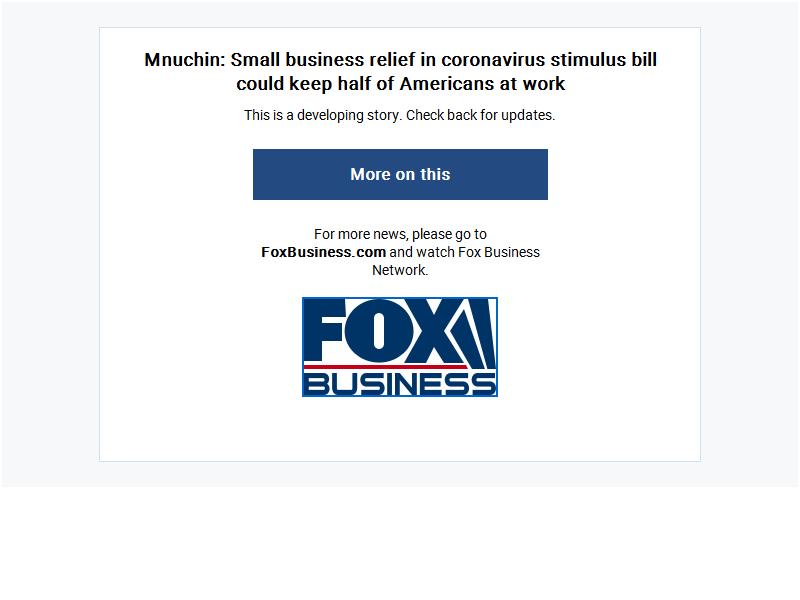 Mnuchin: Small business relief in coronavirus stimulus bill
could keep half of Americans at work
This is a developing story. Check back for updates.
More on this
For more news, please go to
FoxBusiness.com and watch Fox Business
Network.
FOX
BUSINESS